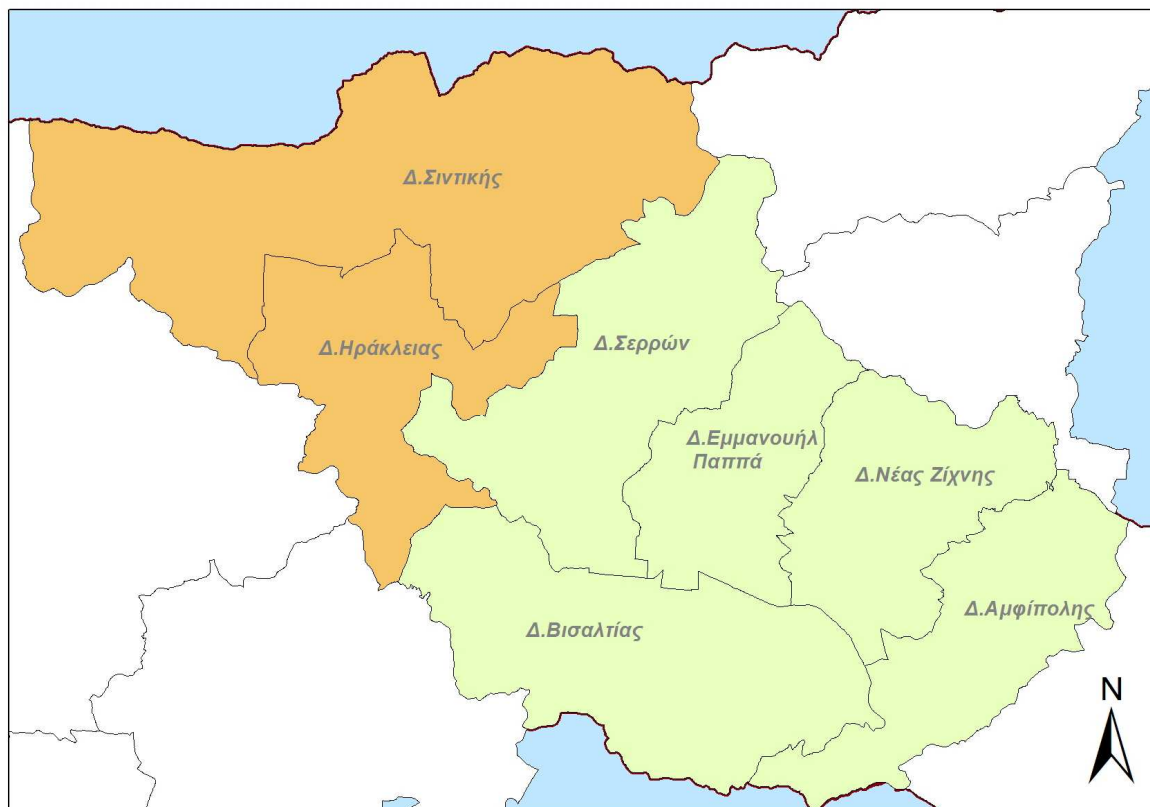 Δ.Σιντικής
Δ.Ηράκλειας
Δ.Σερρών
Δ.Εμμανουήλ
Παππά
Δ.Νέας Ζίχνης
Δ.Αμφίπολης
Δ.Βισαλτίας
N